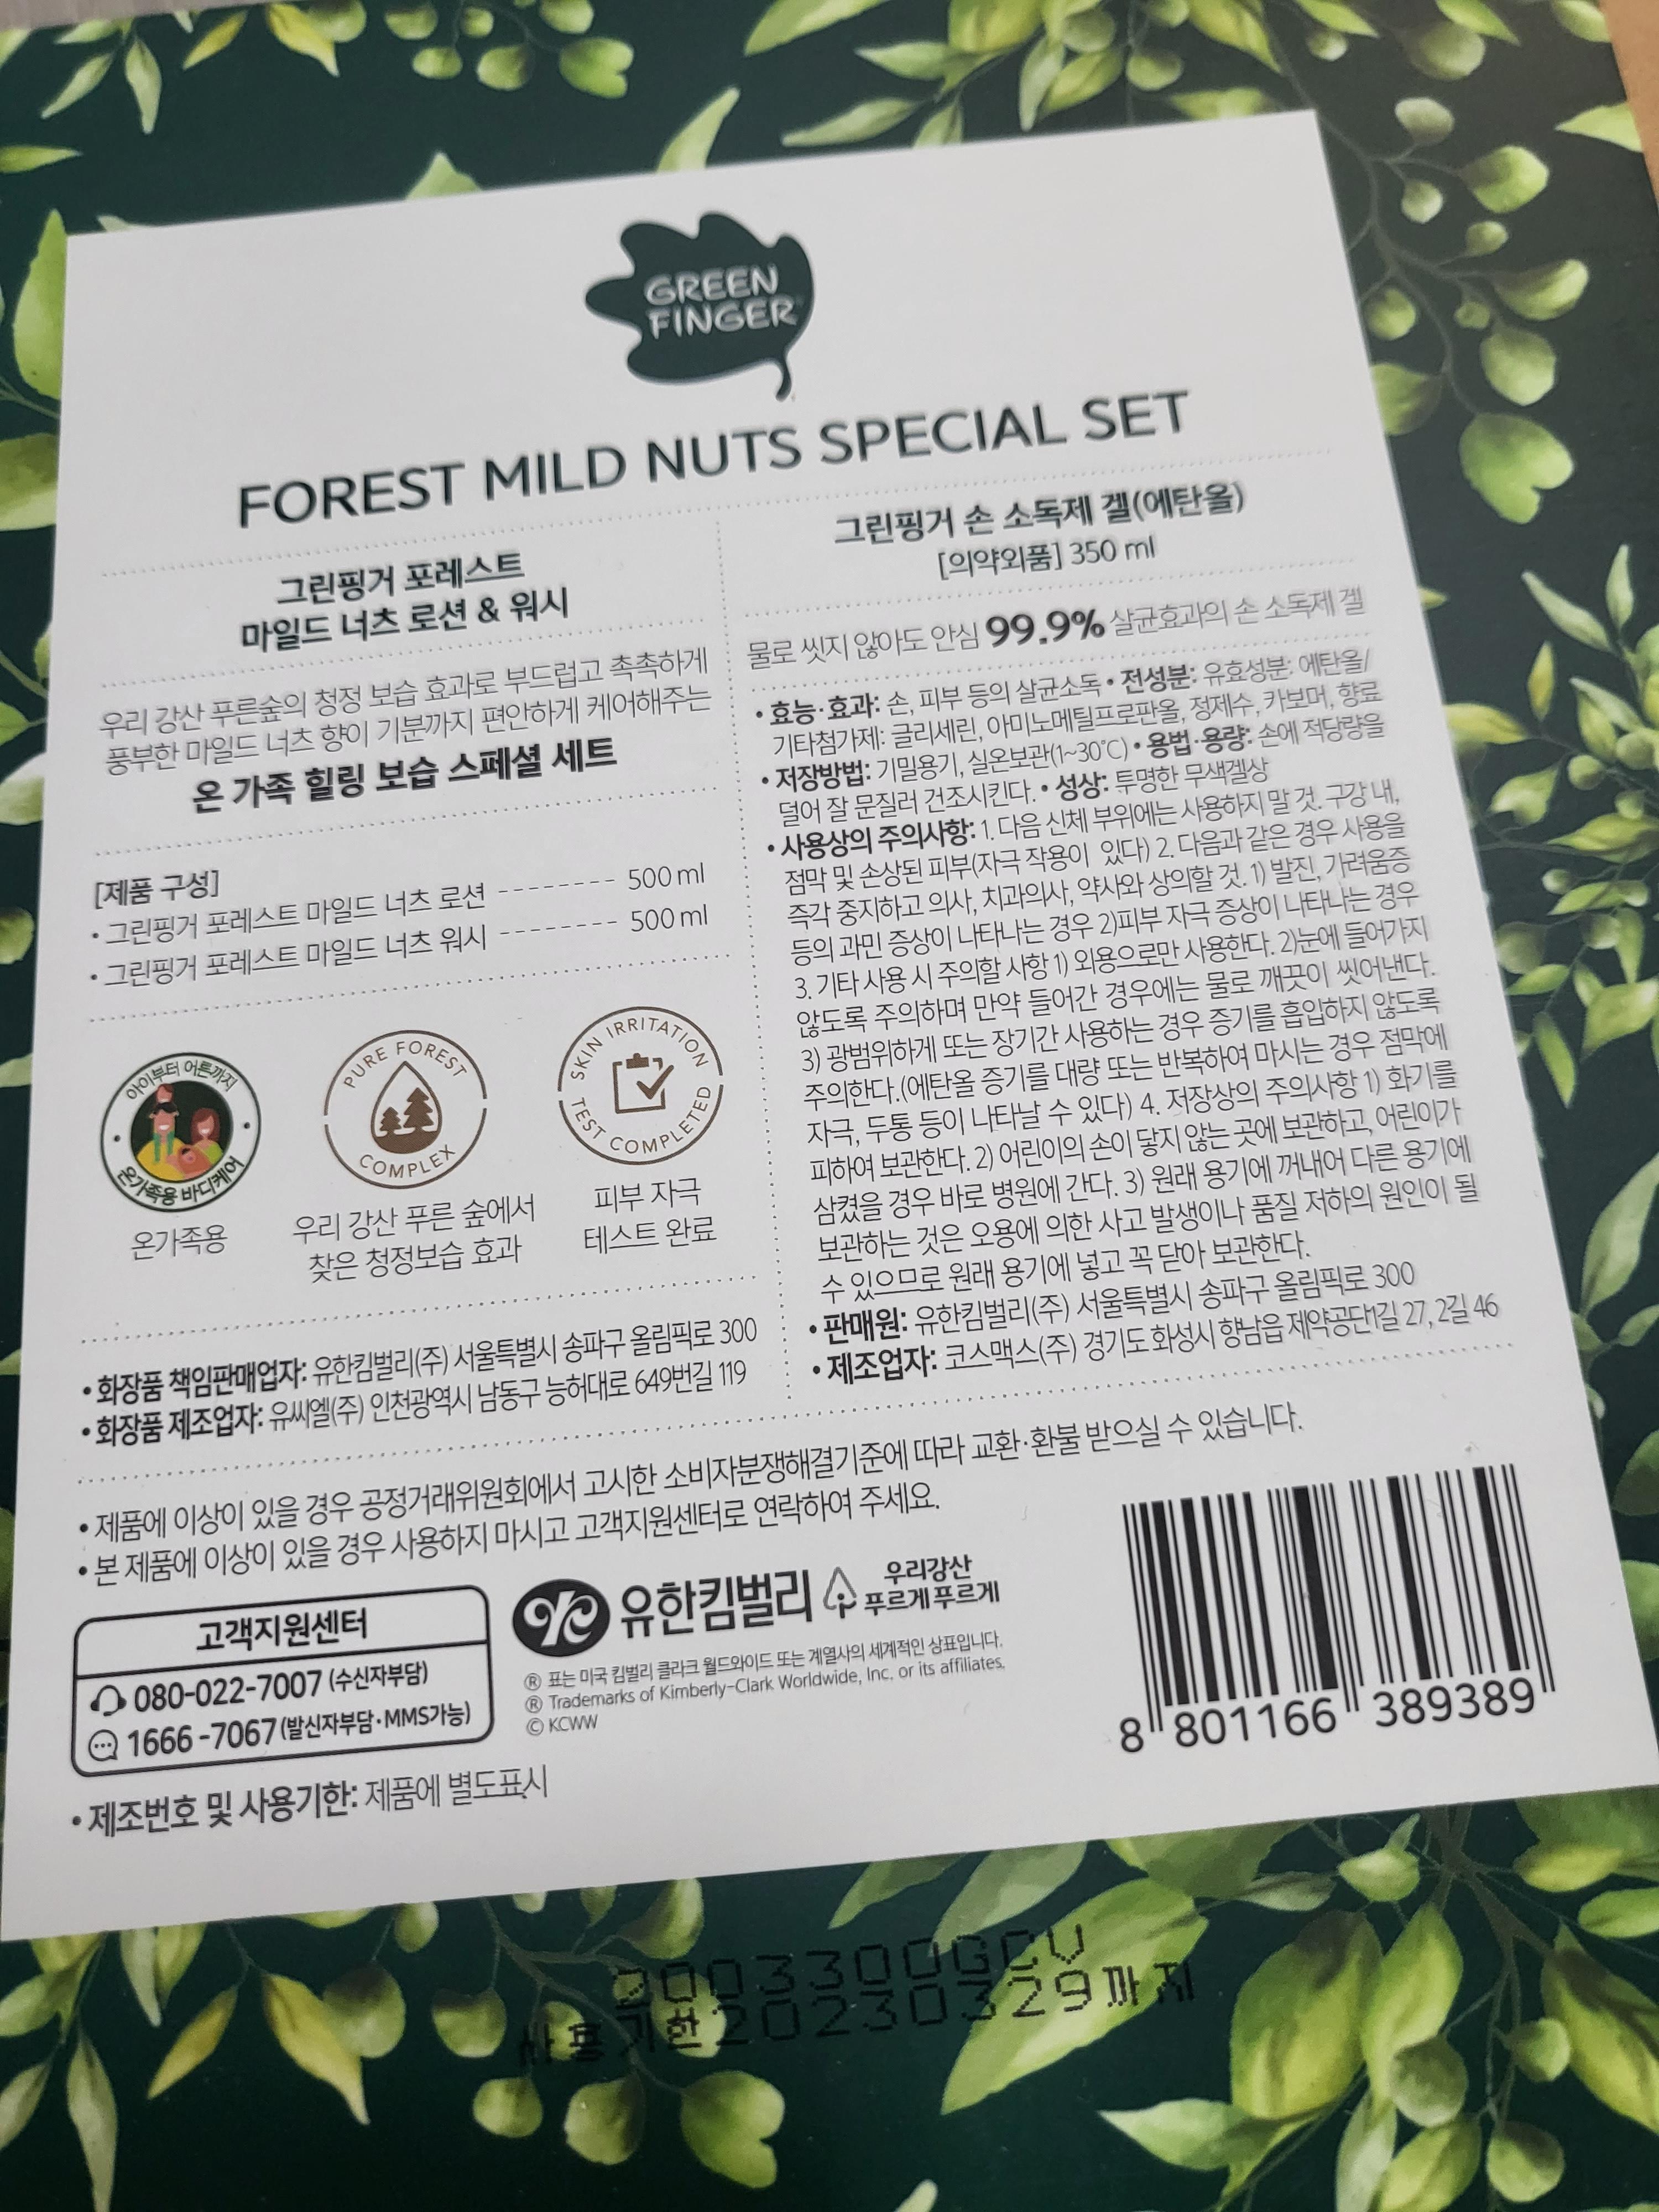 GREEN
FINGER
FOREST MILD NUTS SPECIAL SET
그린핑거 포레스트
마일드 너츠 로션 & 워시
우리 강산 푸른숲의 청정 보습 효과로 부드럽고 촉촉하게
풍부한 마일드 너츠 향이 기분까지 편안하게 케어해주는
온 가족 힐링 보습 스페셜 세트
[제품 구성]
• 그린핑거 포레스트 마일드 너츠 로션 -------- 500 ml
• 그린핑거 포레스트 마일드 너츠 워시 -------- 500 ml
아이부터 어른까지
온가족용 바디케어
온가족용
PURE FOREST
COMPLEX
우리 강산 푸른 숲에서
찾은 청정보습 효과
SKIN IRRITATION
TEST COMPLETED
피부 자극
테스트 완료
• 화장품 책임판매업자: 유한킴벌리(주) 서울특별시 송파구 올림픽로 300
• 화장품 제조업자: 유씨엘(주) 인천광역시 남동구 능허대로 649번길 119
그린핑거 손 소독제 겔(에탄올)
[의약외품] 350 ml
물로 씻지 않아도 안심 99.9% 살균효과의 손 소독제 겔
• 효능·효과: 손, 피부 등의 살균소독 • 전성분: 유효성분: 에탄올/
기타첨가제: 글리세린, 아미노메틸프로판올, 정제수, 카보머, 향료
• 저장방법: 기밀용기, 실온보관(1~30℃) • 용법·용량: 손에 적당량을
덜어 잘 문질러 건조시킨다. • 성상: 투명한 무색겔상
• 사용상의 주의사항: 1. 다음 신체 부위에는 사용하지 말 것. 구강 내,
점막 및 손상된 피부(자극 작용이 있다) 2. 다음과 같은 경우 사용을
즉각 중지하고 의사, 치과의사, 약사와 상의할 것. 1) 발진, 가려움증
등의 과민 증상이 나타나는 경우 2)피부 자극 증상이 나타나는 경우
3. 기타 사용 시 주의할 사항 1) 외용으로만 사용한다. 2)눈에 들어가지
않도록 주의하며 만약 들어간 경우에는 물로 깨끗이 씻어낸다.
3) 광범위하게 또는 장기간 사용하는 경우 증기를 흡입하지 않도록
주의한다.(에탄올 증기를 대량 또는 반복하여 마시는 경우 점막에
자극, 두통 등이 나타날 수 있다) 4. 저장상의 주의사항 1) 화기를
피하여 보관한다. 2) 어린이의 손이 닿지 않는 곳에 보관하고, 어린이가
삼켰을 경우 바로 병원에 간다. 3) 원래 용기에 꺼내어 다른 용기에
보관하는 것은 오용에 의한 사고 발생이나 품질 저하의 원인이 될
수 있으므로 원래 용기에 넣고 꼭 닫아 보관한다.
• 판매원: 유한킴벌리(주) 서울특별시 송파구 올림픽로 300
• 제조업자: 코스맥스(주) 경기도 화성시 향남읍 제약공단1길 27, 2길 46
• 제품에 이상이 있을 경우 공정거래위원회에서 고시한 소비자분쟁해결기준에 따라 교환·환불 받으실 수 있습니다.
• 본 제품에 이상이 있을 경우 사용하지 마시고 고객지원센터로 연락하여 주세요.
고객지원센터
080-022-7007 (수신자부담)
1666-7067 (발신자부담·MMS가능)
유한킴벌리
우리강산
푸르게 푸르게
® 표는 미국 킴벌리 클라크 월드와이드 또는 계열사의 세계적인 상표입니다.
® Trademarks of Kimberly-Clark Worldwide, Inc. or its affiliates.
© KCWW
8 801166 389389
• 제조번호 및 사용기한: 제품에 별도표시
사용기한 20230329까지